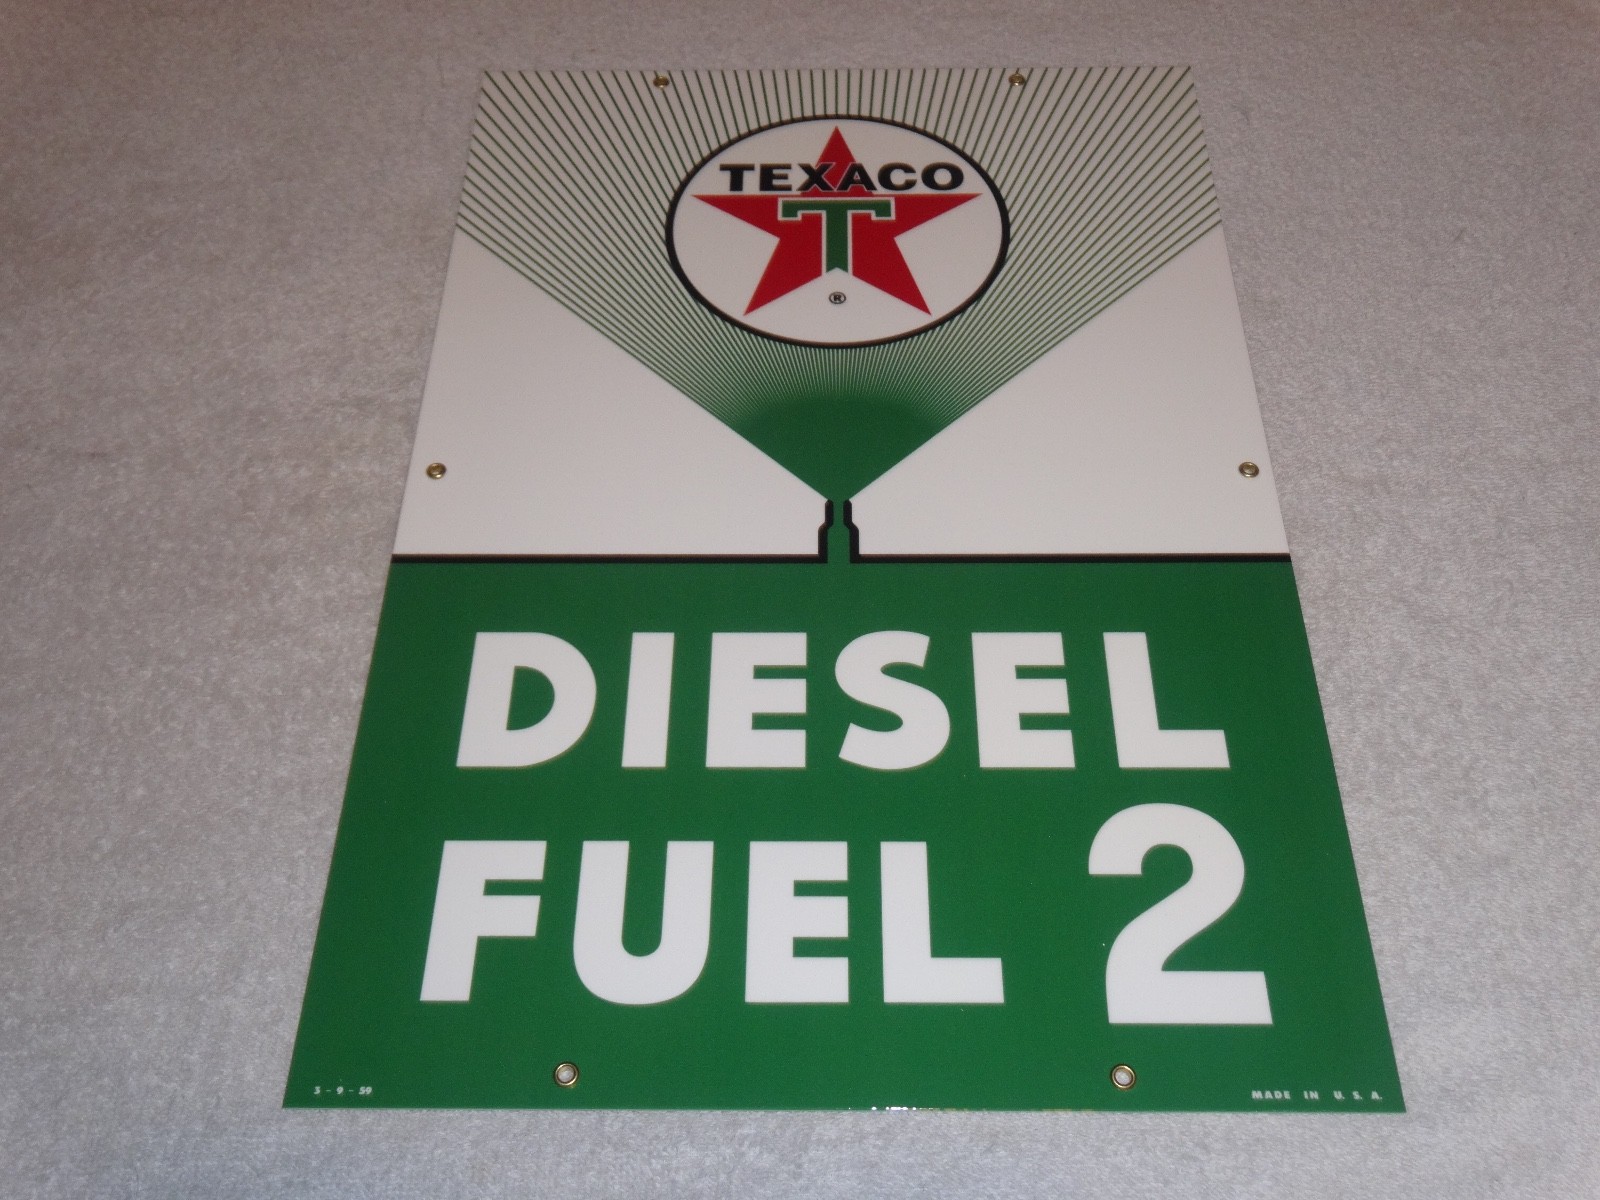 TEXACO
T
®
DIESEL
FUEL 2
3 - 9 - 59
MADE IN U. S. A.